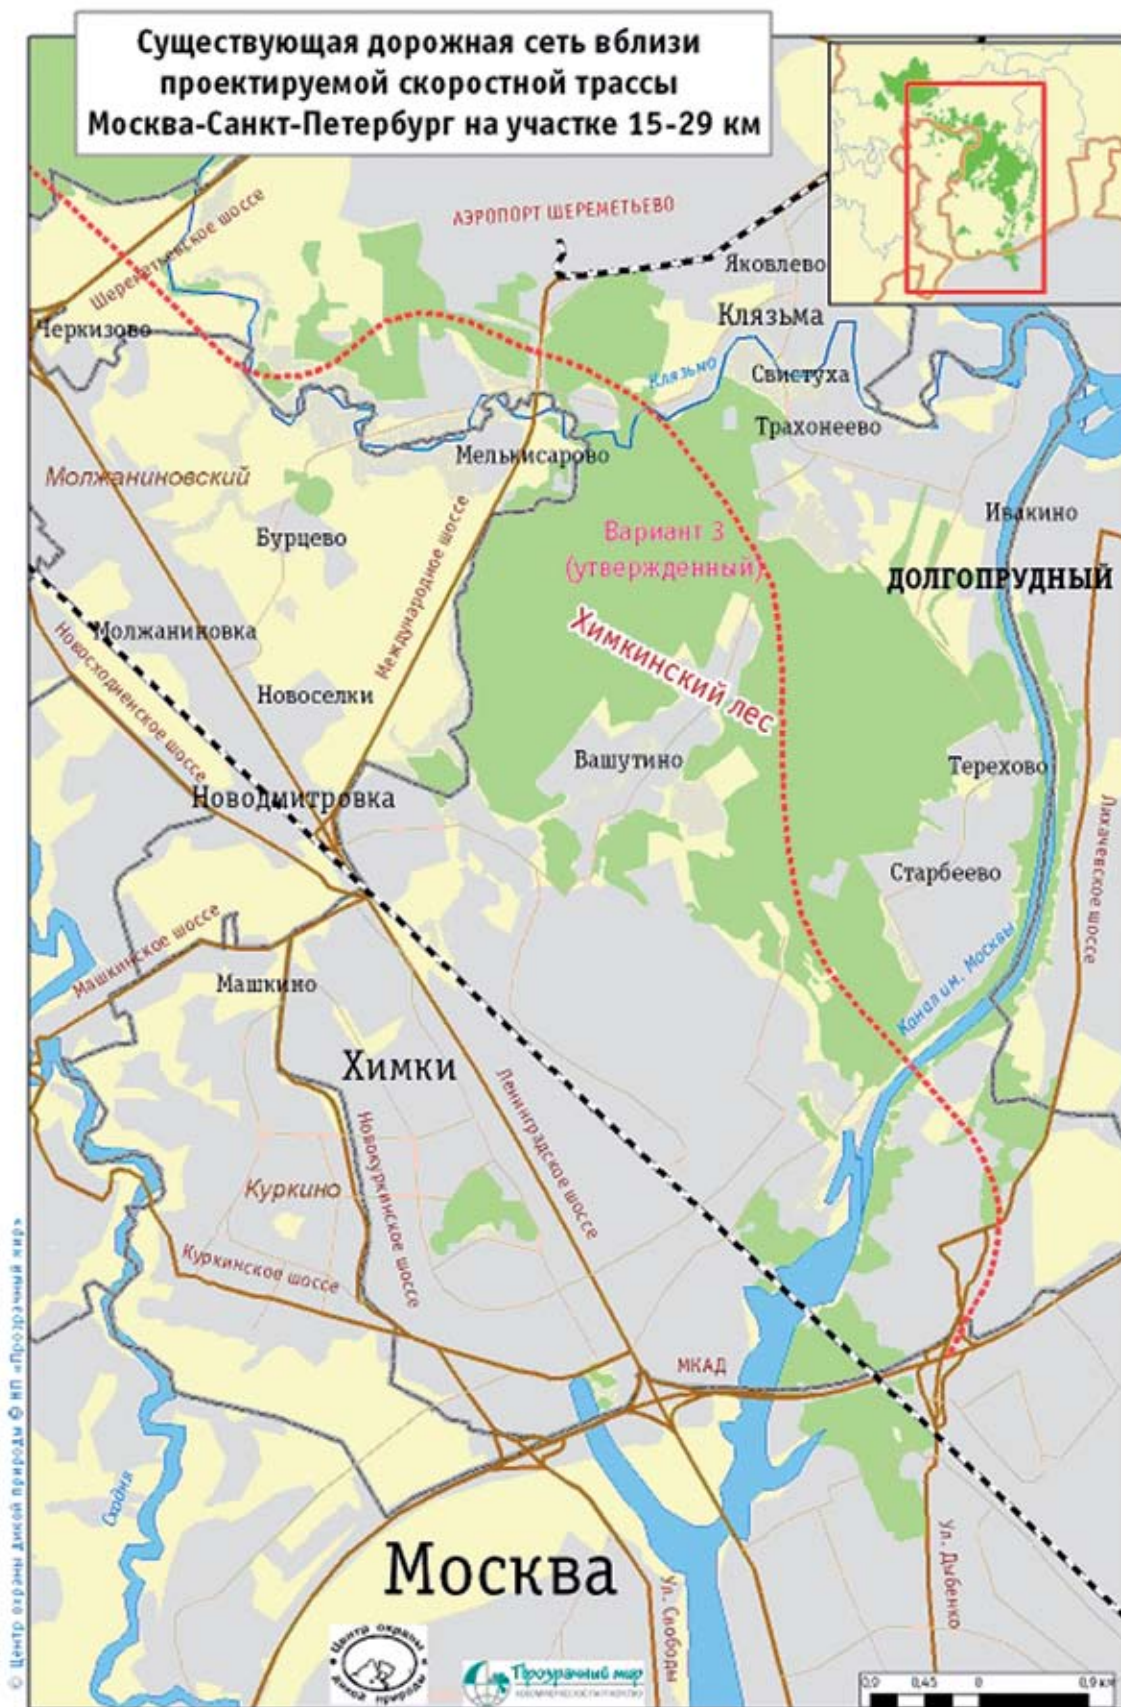 Существующая дорожная сеть вблизи
проектируемой скоростной трассы
Москва-Санкт-Петербург на участке 15-29 км
Шереметьевское шоссе
АЭРОПОРТ ШЕРЕМЕТЬЕВО
Яковлево
Клязьма
Черкизово
Клязьма
Свистуха
Трахонеево
Мелькисарово
Молжаниновский
Ивакино
Бурцево
Вариант 3
(утвержденный)
ДОЛГОПРУДНЫЙ
Международное шоссе
Молжаниновка
Новосходненское шоссе
Химкинский лес
Новоселки
Вашутино
Терехово
Новодмитровка
Лихачевское шоссе
Старбеево
Машкинское шоссе
Канал им. Москвы
Машкино
Химки
Ленинградское шоссе
Новокуркинское шоссе
Куркино
Куркинское шоссе
МКАД
Сходня
Москва
Ул. Свободы
Ул. Дыбенко
Центр охраны
дикой природы
Прозрачный мир
0,9 0,45 0 0,9 км
© Центр охраны дикой природы © НП «Прозрачный мир»